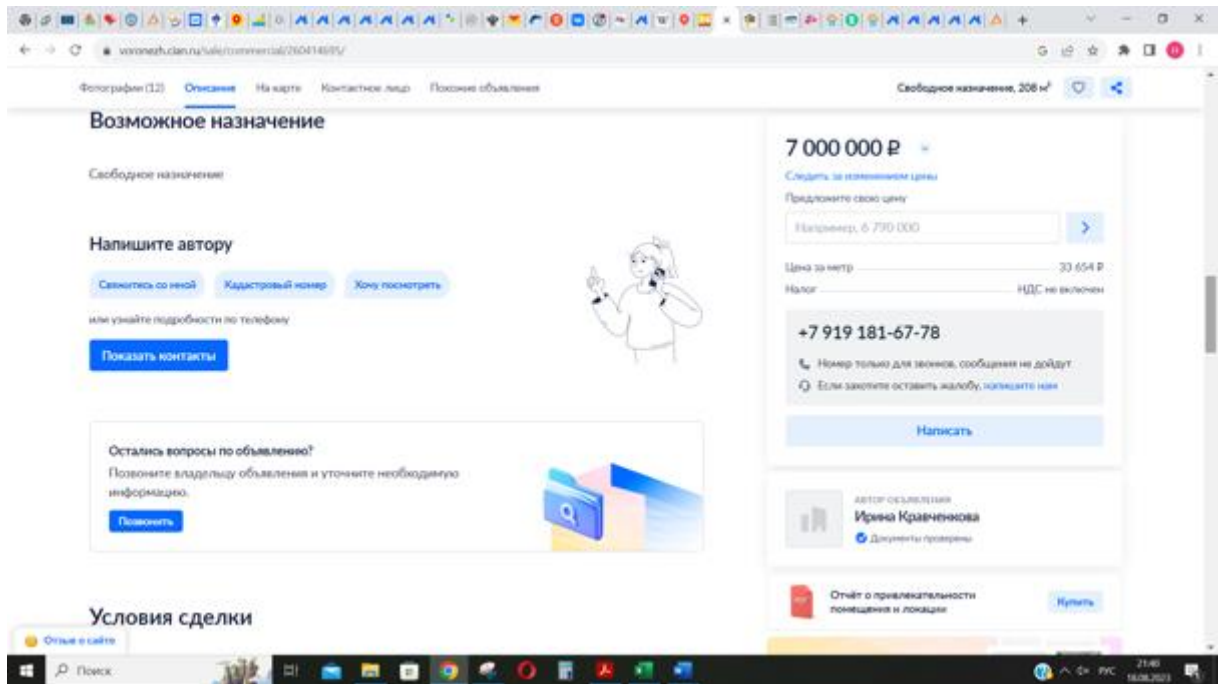 voronezh.cian.ru/sale/commercial/260414695/
Фотографии (12) Описание На карте Контактное лицо Похожие объявления
Свободное назначение, 208 м²
Возможное назначение
Свободное назначение
Напишите автору
Свяжитесь со мной Кадастровый номер Хочу посмотреть
или узнайте подробности по телефону
Показать контакты
Остались вопросы по объявлению?
Позвоните владельцу объявления и уточните необходимую
информацию.
Позвонить
Условия сделки
Отзыв о сайте
7 000 000 ₽
Следить за изменением цены
Предложите свою цену
Например, 6 790 000
Цена за метр 33 654 ₽
Налог НДС не включен
+7 919 181-67-78
Номер только для звонков, сообщения не дойдут
Если захотите оставить жалобу, напишите нам
Написать
АВТОР ОБЪЯВЛЕНИЯ
Ирина Кравченкова
Документы проверены
Отчёт о привлекательности
помещения и локации
Купить
Поиск
РУС
21:40
18.08.2023